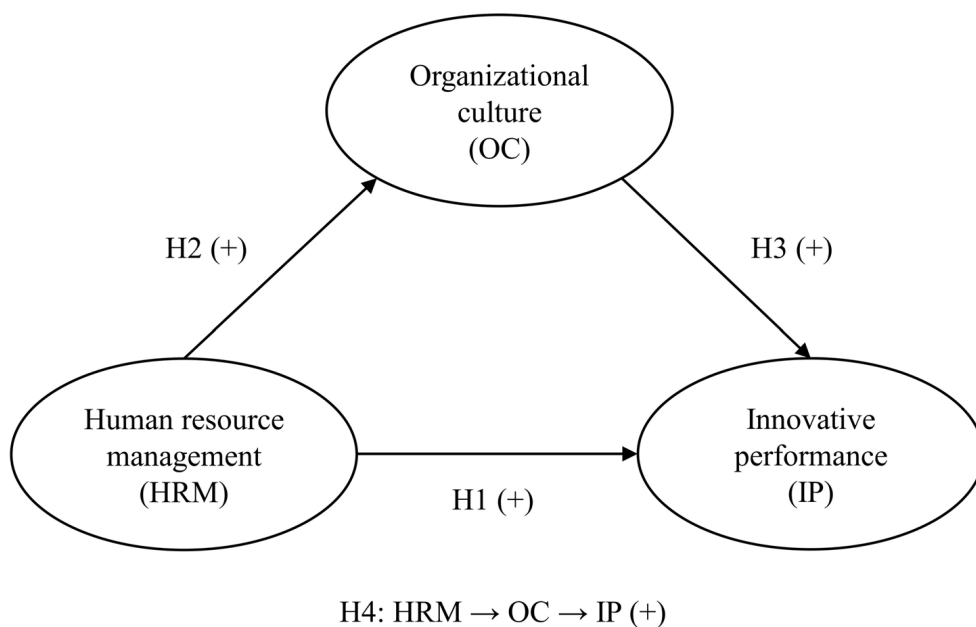 Organizational
culture
(OC)
H2 (+)
H3 (+)
Human resource
management
(HRM)
Innovative
performance
(IP)
H1 (+)
H4: HRM → OC → IP (+)